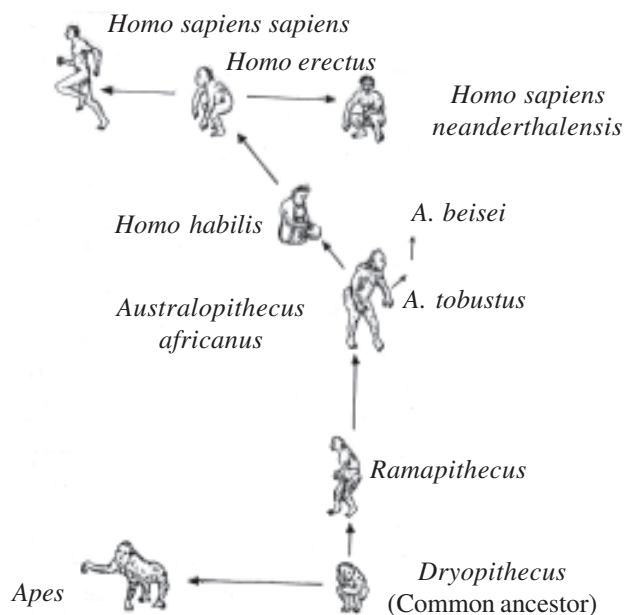 Homo sapiens sapiens
Homo erectus
Homo sapiens
neanderthalensis
Homo habilis
A. beisei
A. tobustus
Australopithecus
africanus
Ramapithecus
Apes
Dryopithecus
(Common ancestor)